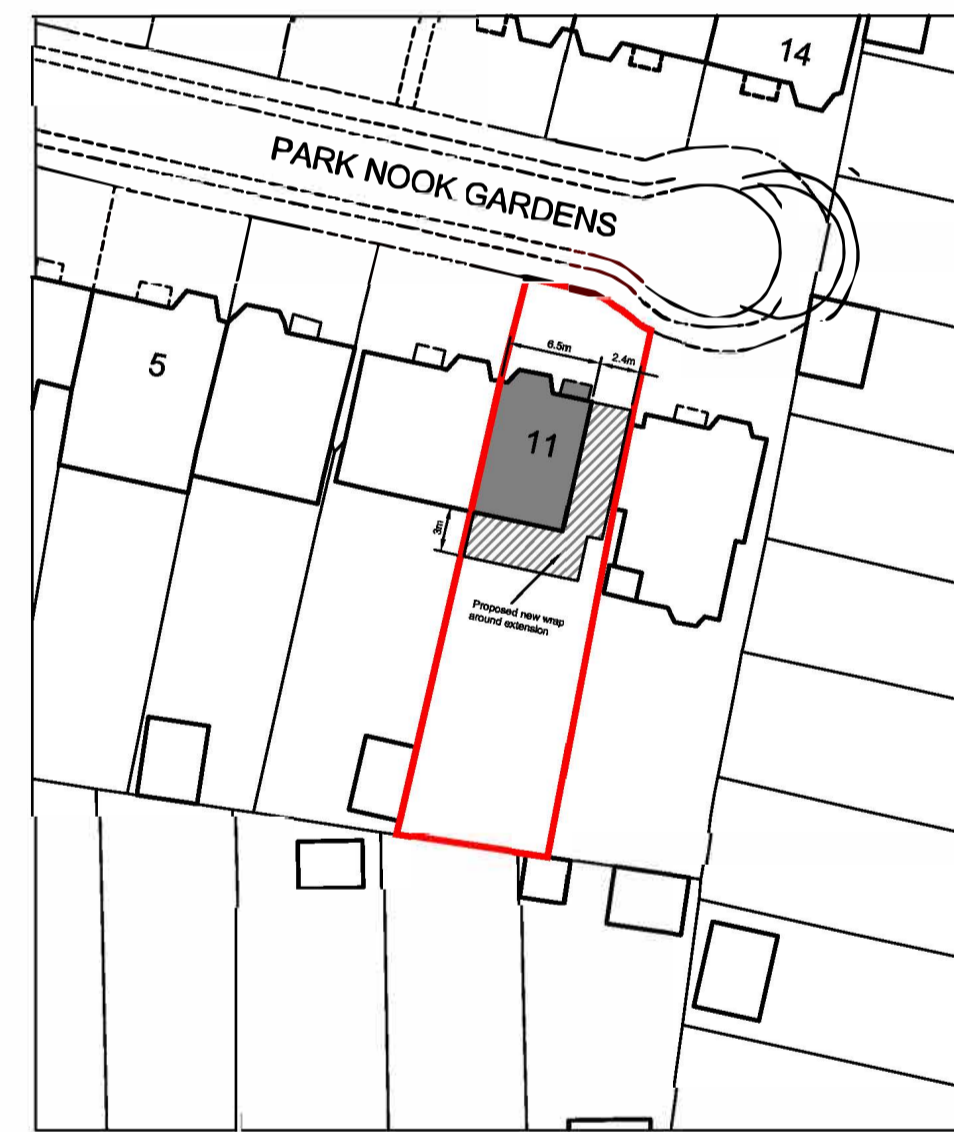 14
PARK NOOK GARDENS
5
6.5m
2.4m
11
3m
Proposed new wrap
around extension